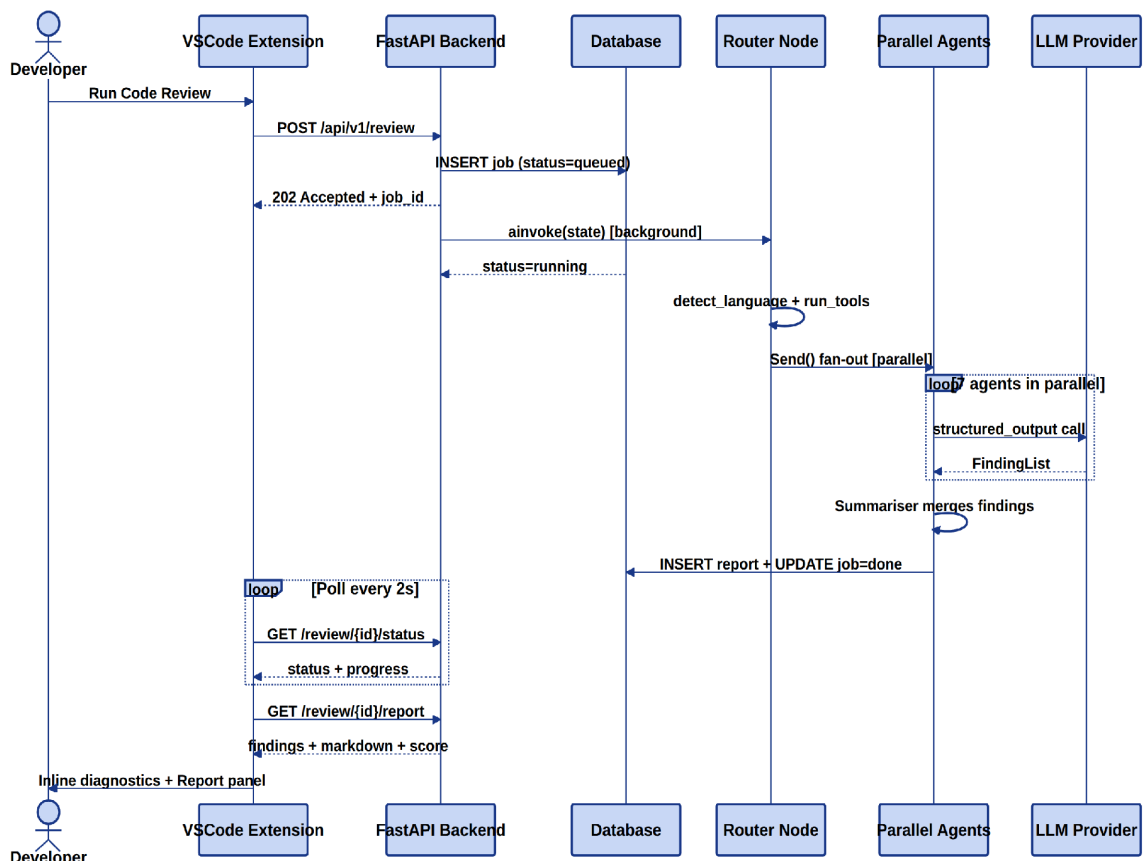 VSCode Extension
FastAPI Backend
Database
Router Node
Parallel Agents
LLM Provider
Developer
Run Code Review
POST /api/v1/review
INSERT job (status=queued)
202 Accepted + job_id
ainvoke(state) [background]
status=running
detect_language + run_tools
Send() fan-out [parallel]
loop [7 agents in parallel]
structured_output call
FindingList
Summariser merges findings
INSERT report + UPDATE job=done
loop [Poll every 2s]
GET /review/{id}/status
status + progress
GET /review/{id}/report
findings + markdown + score
Inline diagnostics + Report panel
VSCode Extension
FastAPI Backend
Database
Router Node
Parallel Agents
LLM Provider
Developer